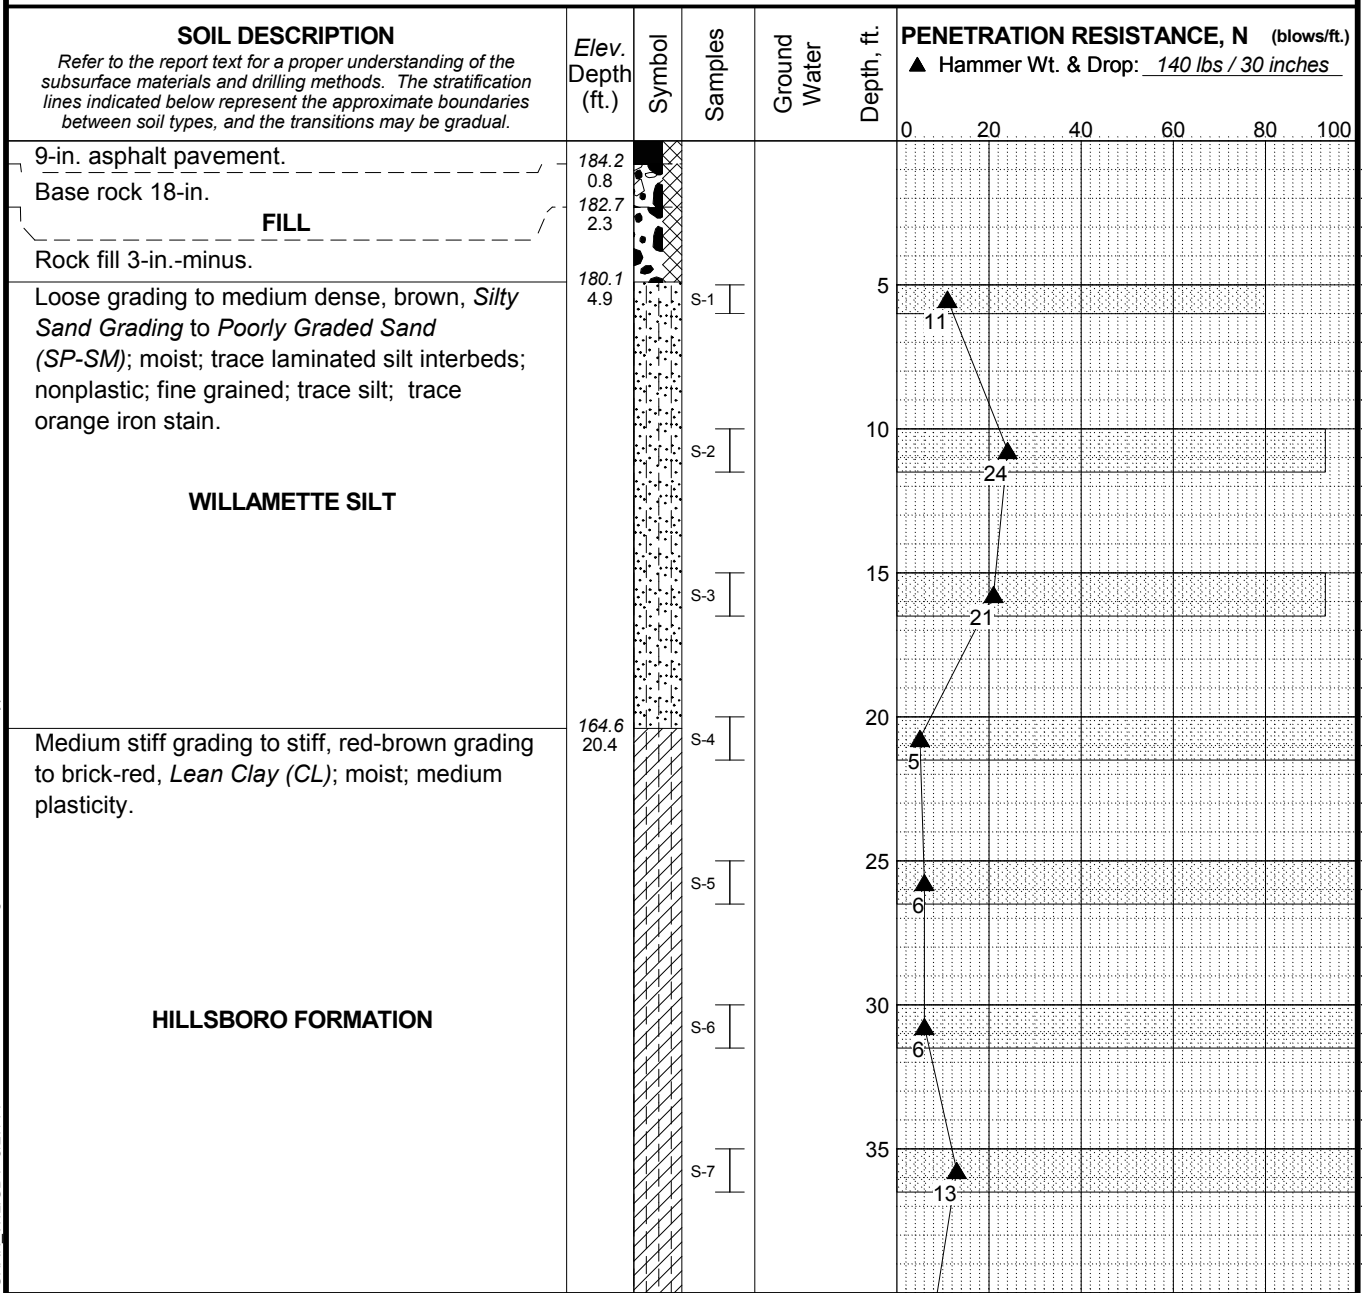 SOIL DESCRIPTION
Refer to the report text for a proper understanding of the
subsurface materials and drilling methods. The stratification
lines indicated below represent the approximate boundaries
between soil types, and the transitions may be gradual.
Elev.
Depth
(ft.)
Symbol
Samples
Ground
Water
Depth, ft.
PENETRATION RESISTANCE, N (blows/ft.)
▲ Hammer Wt. & Drop: 140 lbs / 30 inches
0 20 40 60 80 100
9-in. asphalt pavement.
184.2
0.8
Base rock 18-in.
182.7
2.3
FILL
Rock fill 3-in.-minus.
180.1
4.9
Loose grading to medium dense, brown, Silty
Sand Grading to Poorly Graded Sand
(SP-SM); moist; trace laminated silt interbeds;
nonplastic; fine grained; trace silt; trace
orange iron stain.
WILLAMETTE SILT
164.6
20.4
Medium stiff grading to stiff, red-brown grading
to brick-red, Lean Clay (CL); moist; medium
plasticity.
HILLSBORO FORMATION
S-1
S-2
S-3
S-4
S-5
S-6
S-7
5
10
15
20
25
30
35
11
24
21
5
6
6
13